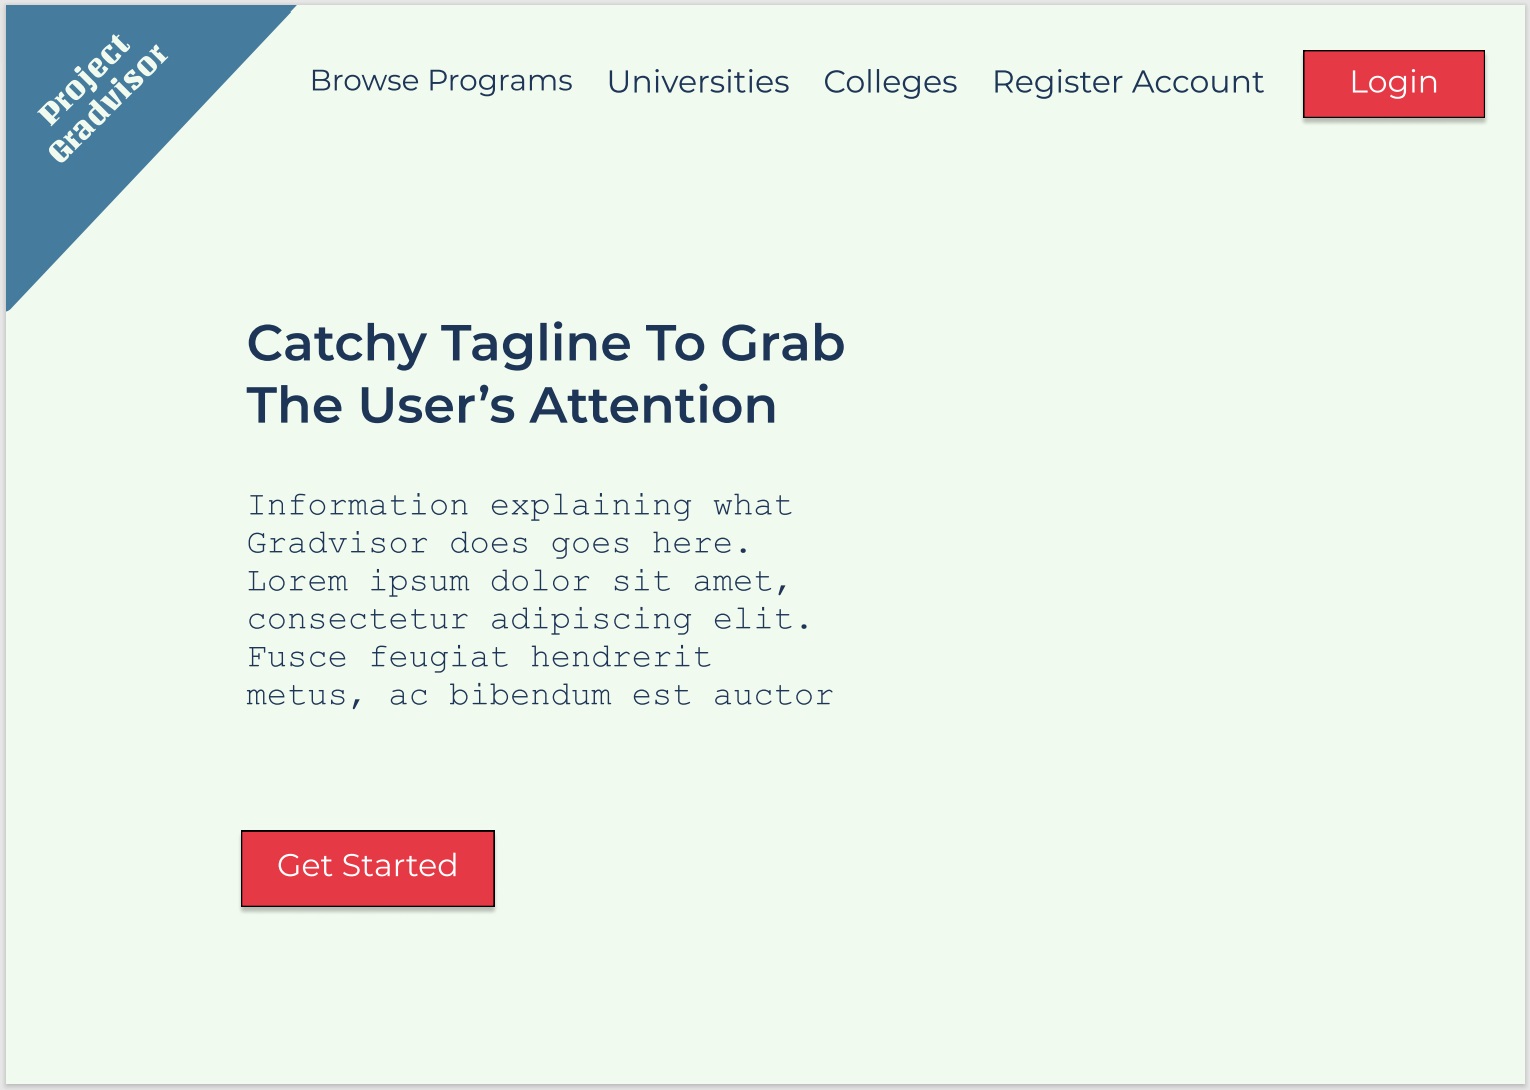 Project
Gradvisor
Browse Programs
Universities
Colleges
Register Account
Login
Catchy Tagline To Grab
The User’s Attention
Information explaining what
Gradvisor does goes here.
Lorem ipsum dolor sit amet,
consectetur adipiscing elit.
Fusce feugiat hendrerit
metus, ac bibendum est auctor
Get Started